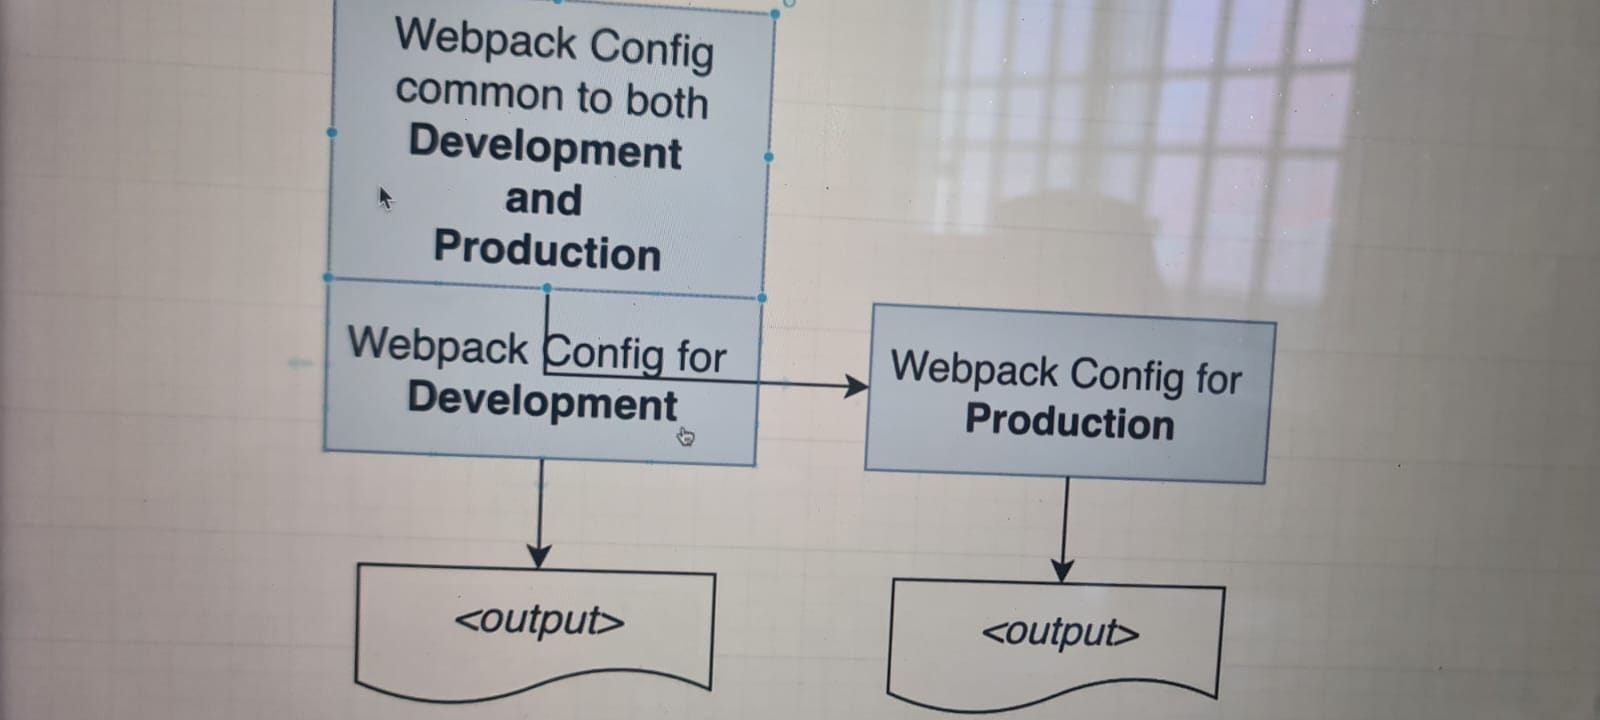 Webpack Config
common to both
Development
and
Production
Webpack Config for
Development
Webpack Config for
Production
<output>
<output>